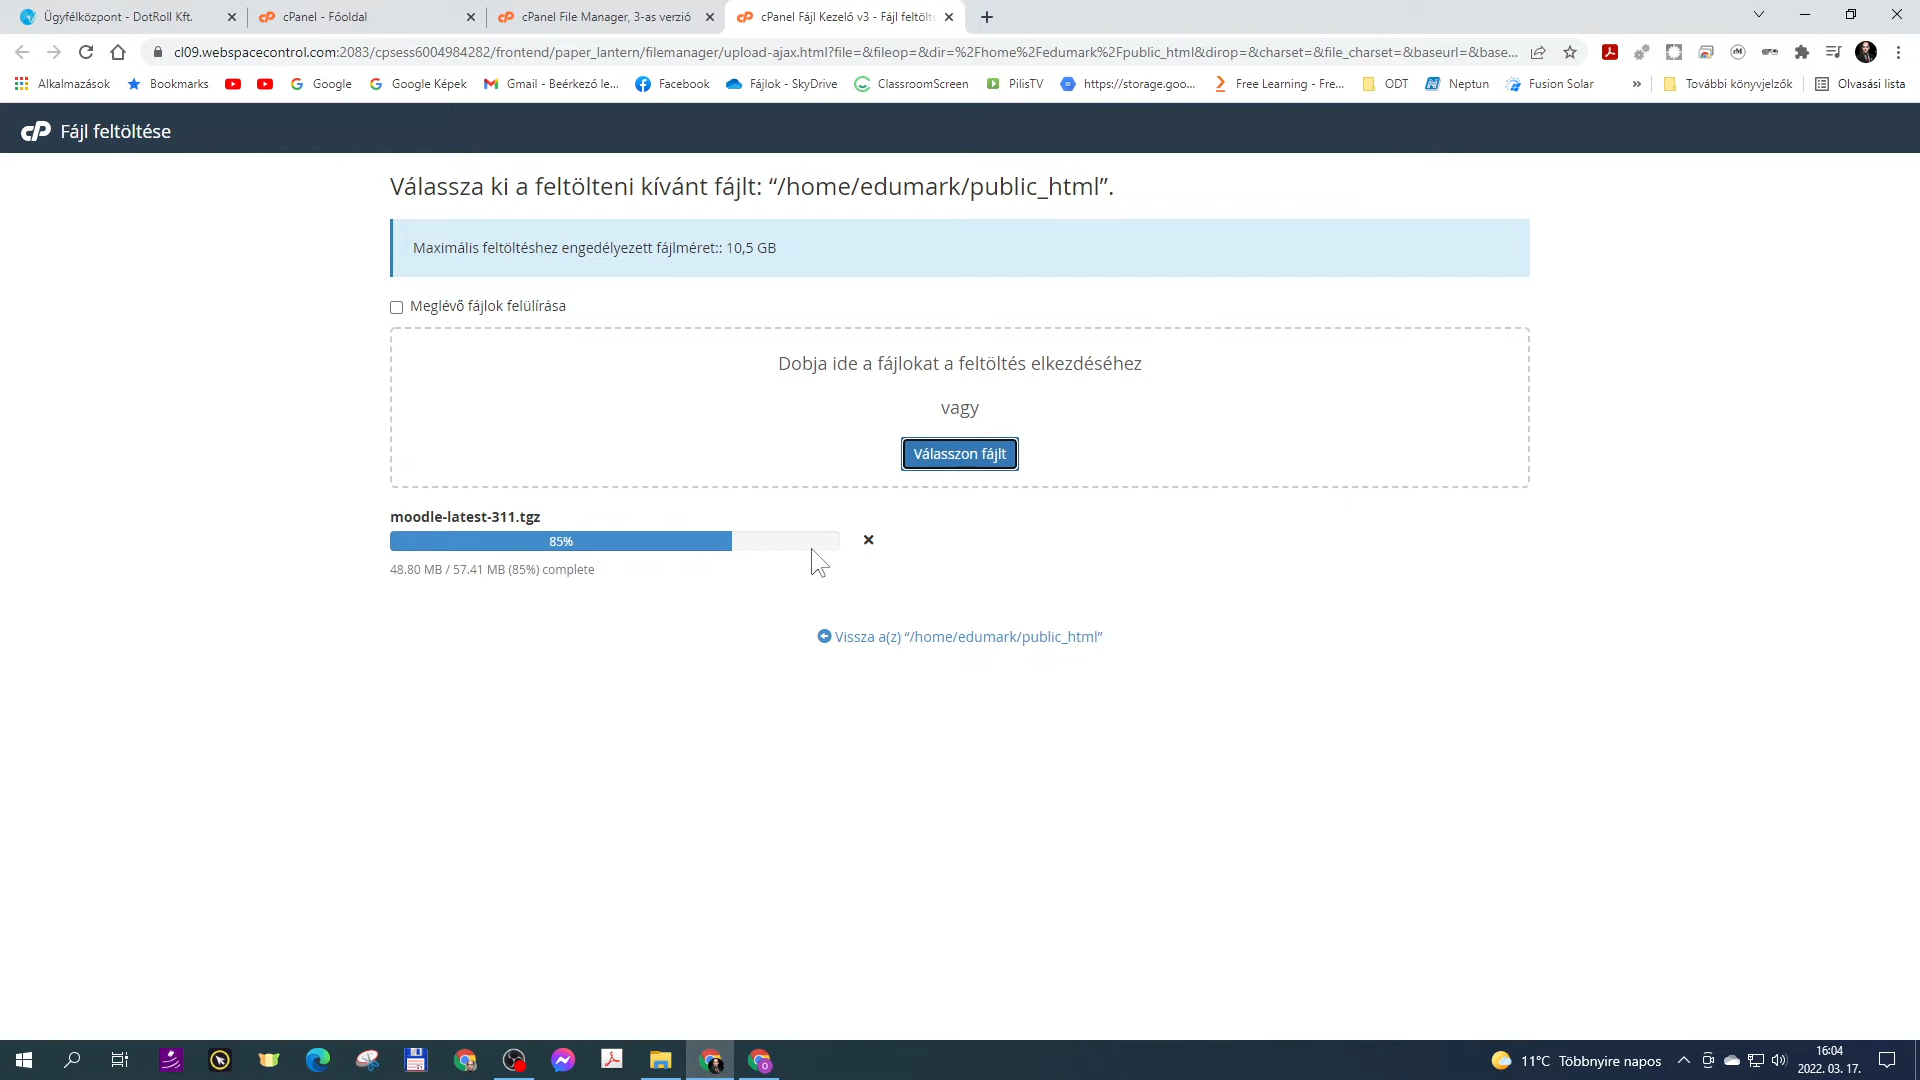 Ügyfélközpont - DotRoll Kft.
cPanel - Főoldal
cPanel File Manager, 3-as verzió
cPanel Fájl Kezelő v3 - Fájl feltölt
cl09.webspacecontrol.com:2083/cpsess6004984282/frontend/paper_lantern/filemanager/upload-ajax.html?file=&fileop=&dir=%2Fhome%2Fedumark%2Fpublic_html&dirop=&charset=&file_charset=&baseurl=&base...
Alkalmazások
Bookmarks
Google
Google Képek
Gmail - Beérkező le...
Facebook
Fájlok - SkyDrive
ClassroomScreen
PilisTV
https://storage.goo...
Free Learning - Fre...
ODT
Neptun
Fusion Solar
»
További könyvjelzők
Olvasási lista
cP Fájl feltöltése
Válassza ki a feltölteni kívánt fájlt: “/home/edumark/public_html”.
Maximális feltöltéshez engedélyezett fájlméret:: 10,5 GB
Meglévő fájlok felülírása
Dobja ide a fájlokat a feltöltés elkezdéséhez
vagy
Válasszon fájlt
moodle-latest-311.tgz
85%
48.80 MB / 57.41 MB (85%) complete
Vissza a(z) “/home/edumark/public_html”
11°C Többnyire napos
16:04
2022. 03. 17.